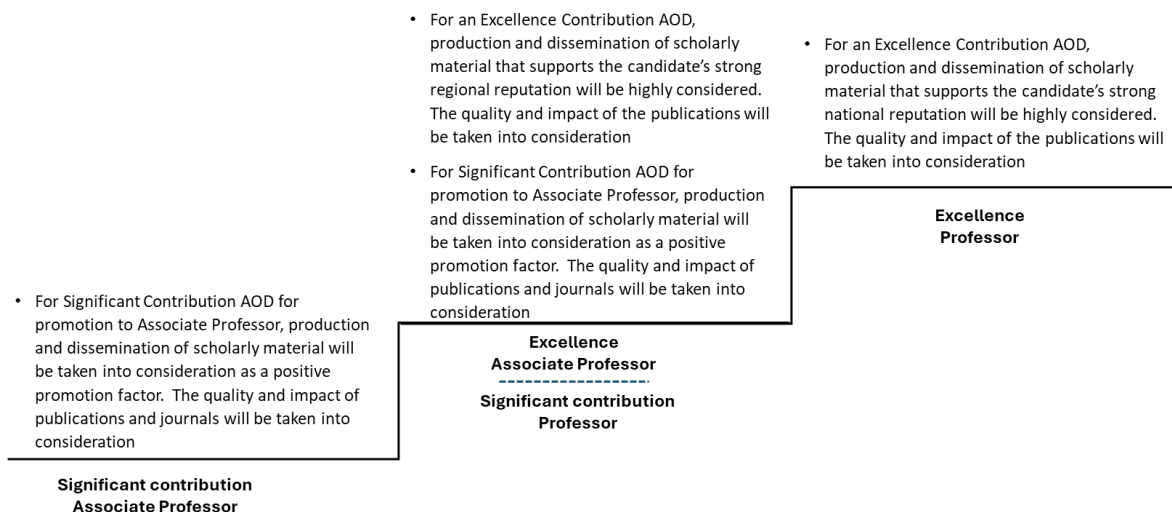 • For Significant Contribution AOD for
promotion to Associate Professor, production
and dissemination of scholarly material will
be taken into consideration as a positive
promotion factor.  The quality and impact of
publications and journals will be taken into
consideration
Significant contribution
Associate Professor
• For an Excellence Contribution AOD,
production and dissemination of scholarly
material that supports the candidate’s strong
regional reputation will be highly considered.
The quality and impact of the publications will
be taken into consideration
• For Significant Contribution AOD for
promotion to Associate Professor, production
and dissemination of scholarly material will
be taken into consideration as a positive
promotion factor.  The quality and impact of
publications and journals will be taken into
consideration
Excellence
Associate Professor
Significant contribution
Professor
• For an Excellence Contribution AOD,
production and dissemination of scholarly
material that supports the candidate’s strong
national reputation will be highly considered.
The quality and impact of the publications will
be taken into consideration
Excellence
Professor